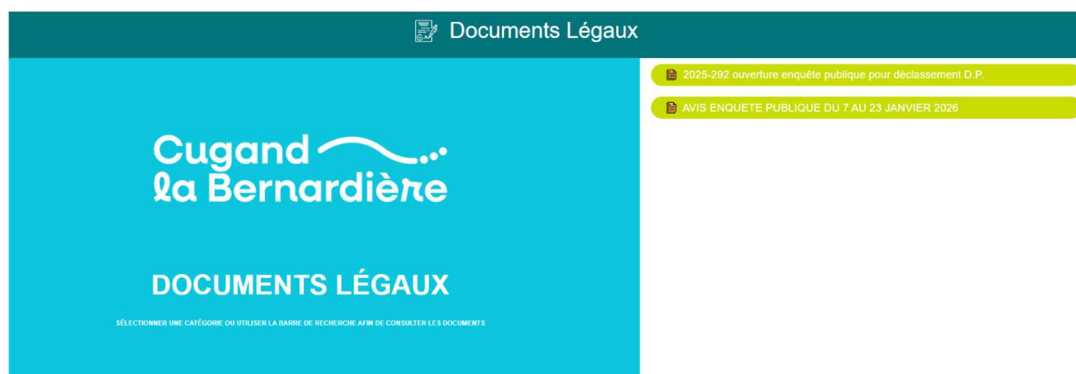 Documents Légaux
Cugand
la Bernardière
DOCUMENTS LÉGAUX
SÉLECTIONNER UNE CATÉGORIE OU UTILISER LA BARRE DE RECHERCHE AFIN DE CONSULTER LES DOCUMENTS
2025-292 ouverture enquête publique pour déclassement D.P.
AVIS ENQUETE PUBLIQUE DU 7 AU 23 JANVIER 2026